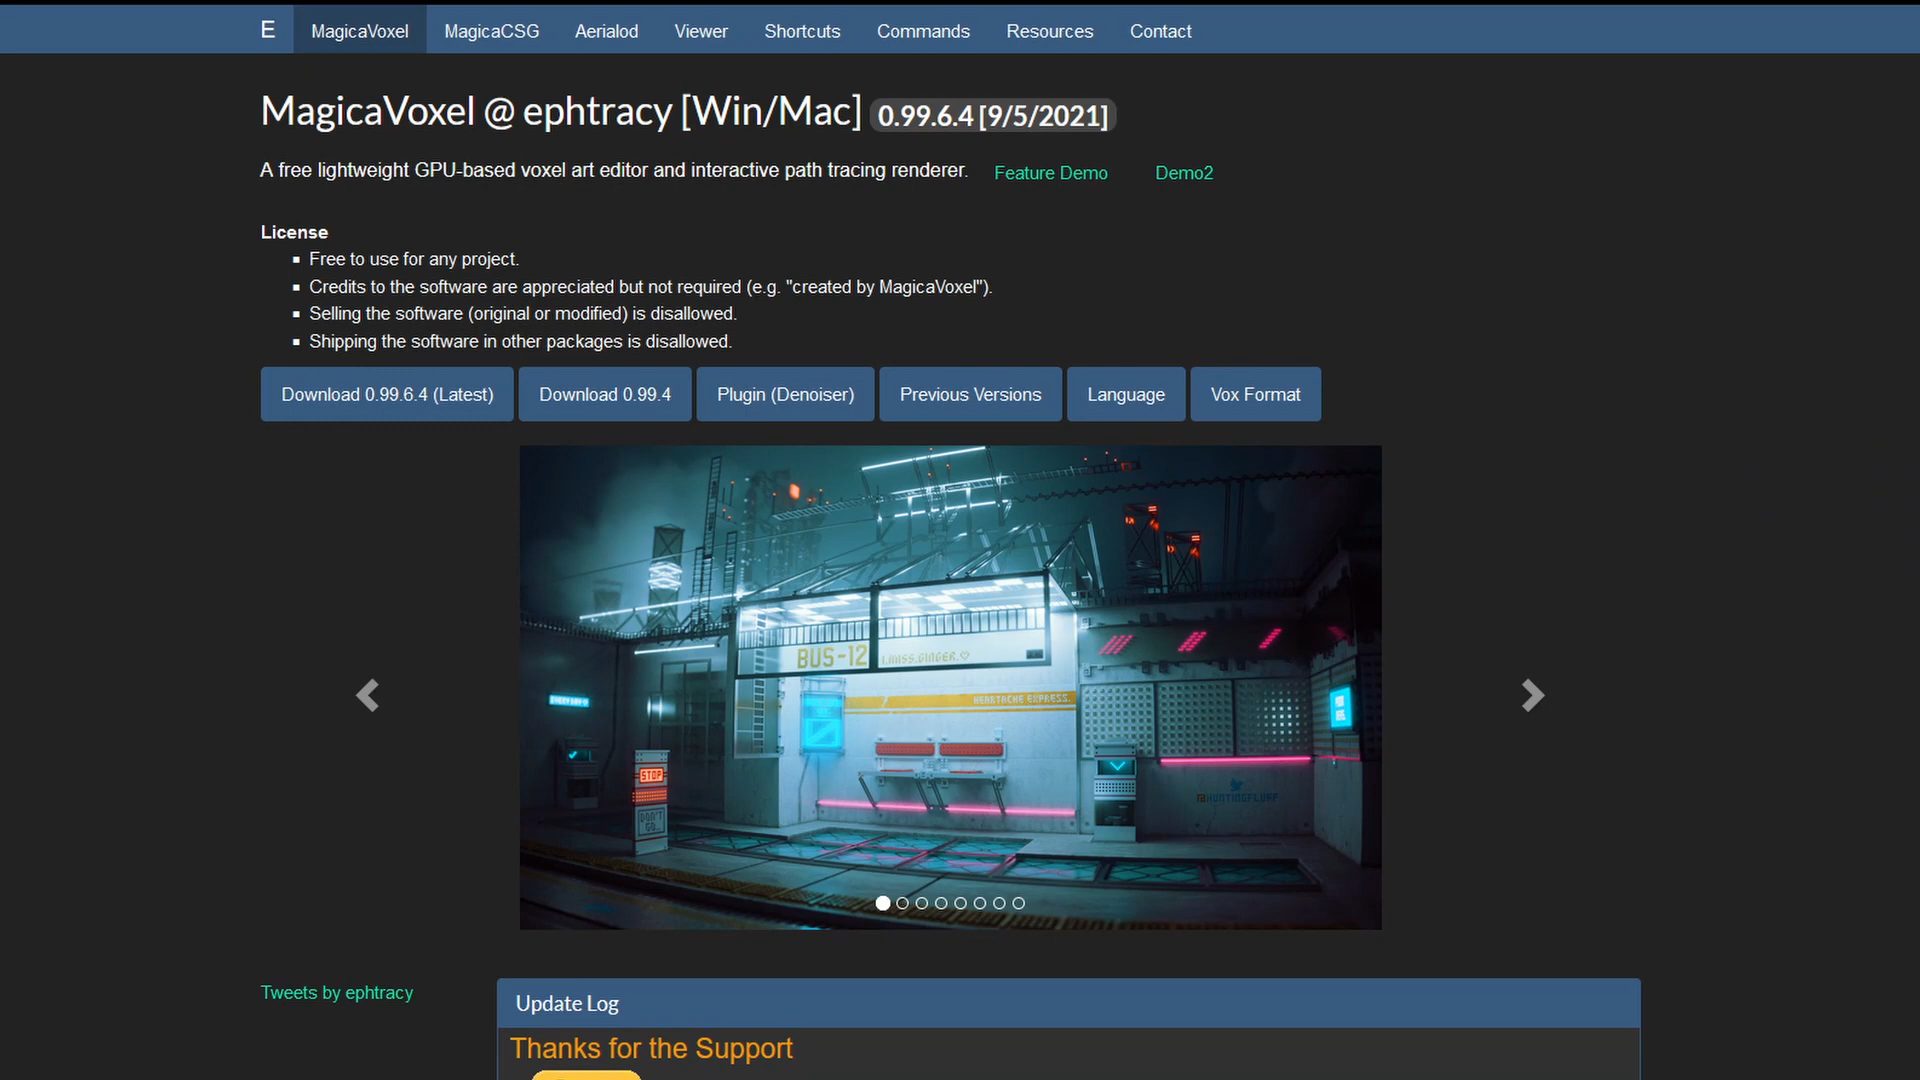 E MagicaVoxel MagicaCSG Aerialod Viewer Shortcuts Commands Resources Contact
MagicaVoxel @ ephtracy [Win/Mac] 0.99.6.4 [9/5/2021]
A free lightweight GPU-based voxel art editor and interactive path tracing renderer. Feature Demo Demo2
License
Free to use for any project.
Credits to the software are appreciated but not required (e.g. "created by MagicaVoxel").
Selling the software (original or modified) is disallowed.
Shipping the software in other packages is disallowed.
Download 0.99.6.4 (Latest) Download 0.99.4 Plugin (Denoiser) Previous Versions Language Vox Format
BUS-12
HEARTACHE EXPRESS.
STOP
DON'T
GO
@HUNTINGFLUFF
Tweets by ephtracy
Update Log
Thanks for the Support